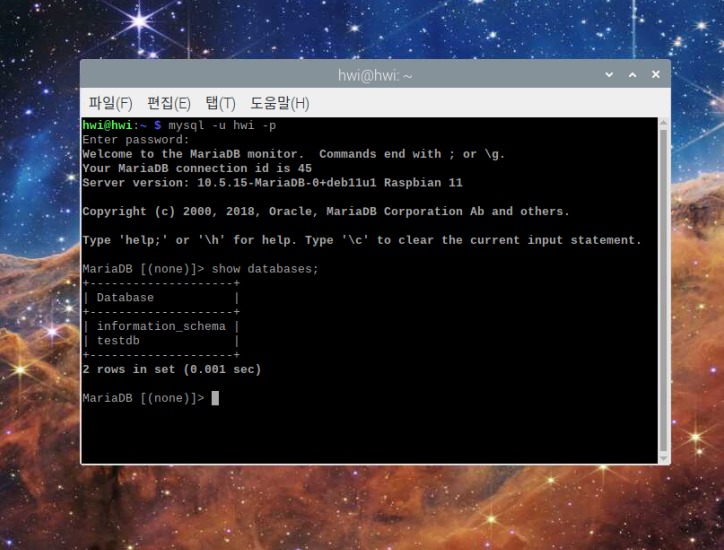 hwi@hwi: ~
파일(F) 편집(E) 탭(T) 도움말(H)
hwi@hwi:~ $ mysql -u hwi -p
Enter password:
Welcome to the MariaDB monitor.  Commands end with ; or \g.
Your MariaDB connection id is 45
Server version: 10.5.15-MariaDB-0+deb11u1 Raspbian 11
Copyright (c) 2000, 2018, Oracle, MariaDB Corporation Ab and others.
Type 'help;' or '\h' for help. Type '\c' to clear the current input statement.
MariaDB [(none)]> show databases;
+--------------------+
| Database           |
+--------------------+
| information_schema |
| testdb             |
+--------------------+
2 rows in set (0.001 sec)
MariaDB [(none)]>